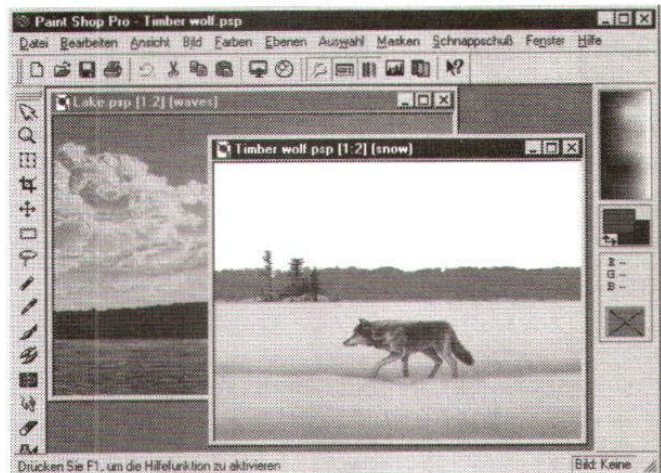 Paint Shop Pro - Timber wolf.psp
Datei Bearbeiten Ansicht Bild Farben Ebenen Auswahl Masken Schnappschuß Fenster Hilfe
Lake.psp [1:2] (waves)
Timber wolf.psp [1:2] (snow)
R -
G -
B -
Drücken Sie F1, um die Hilfefunktion zu aktivieren
Bild: Keine